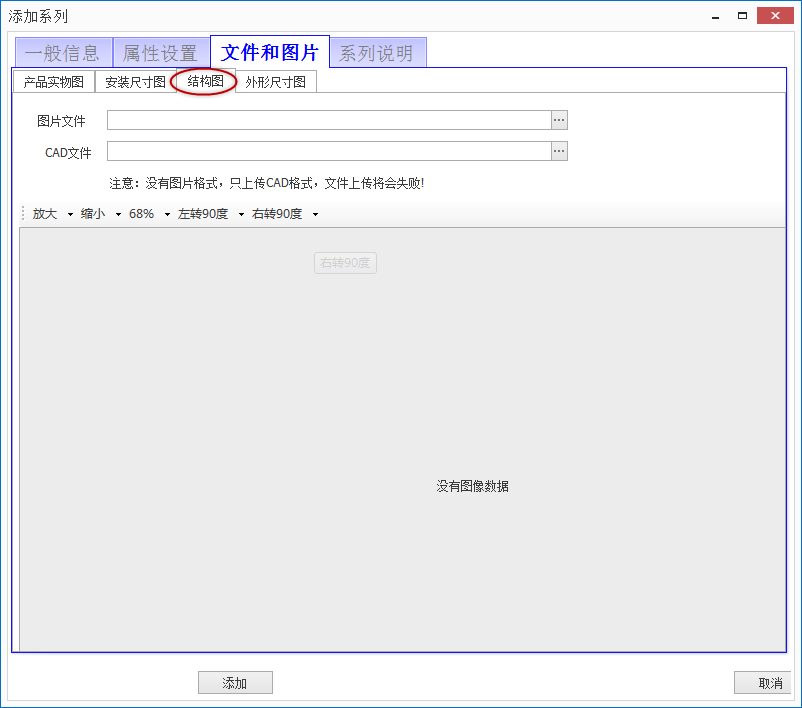 添加系列
一般信息 属性设置 文件和图片 系列说明
产品实物图 安装尺寸图 结构图 外形尺寸图
图片文件 ...
CAD文件 ...
注意：没有图片格式，只上传CAD格式，文件上传将会失败!
放大 缩小 68% 左转90度 右转90度
右转90度
没有图像数据
添加 取消